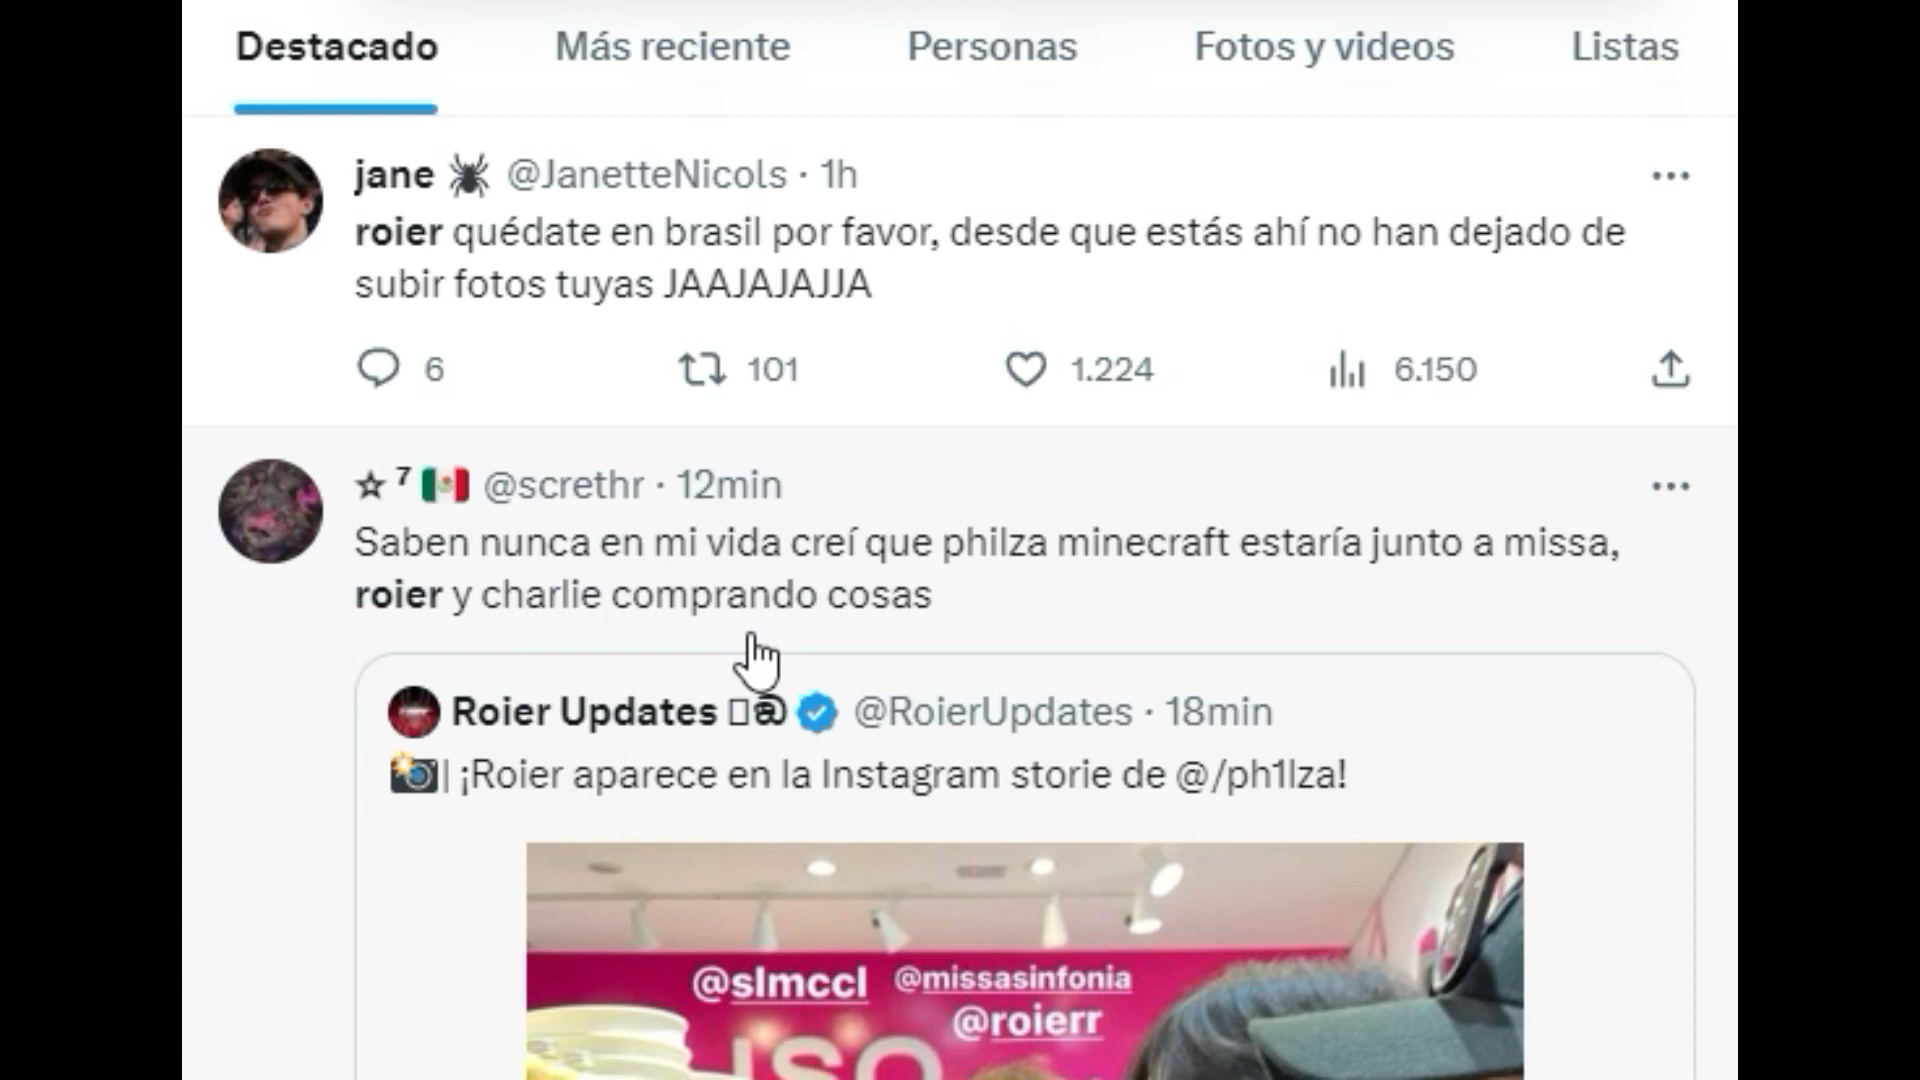 Destacado Más reciente Personas Fotos y videos Listas
jane @JanetteNicols · 1h
roier quédate en brasil por favor, desde que estás ahí no han dejado de
subir fotos tuyas JAAJAJAJJA
6 101 1.224 6.150
☆ 7 @screthr · 12min
Saben nunca en mi vida creí que philza minecraft estaría junto a missa,
roier y charlie comprando cosas
Roier Updates @RoierUpdates · 18min
| ¡Roier aparece en la Instagram storie de @/ph1lza!
@slmccl @missasinfonia
@roierr